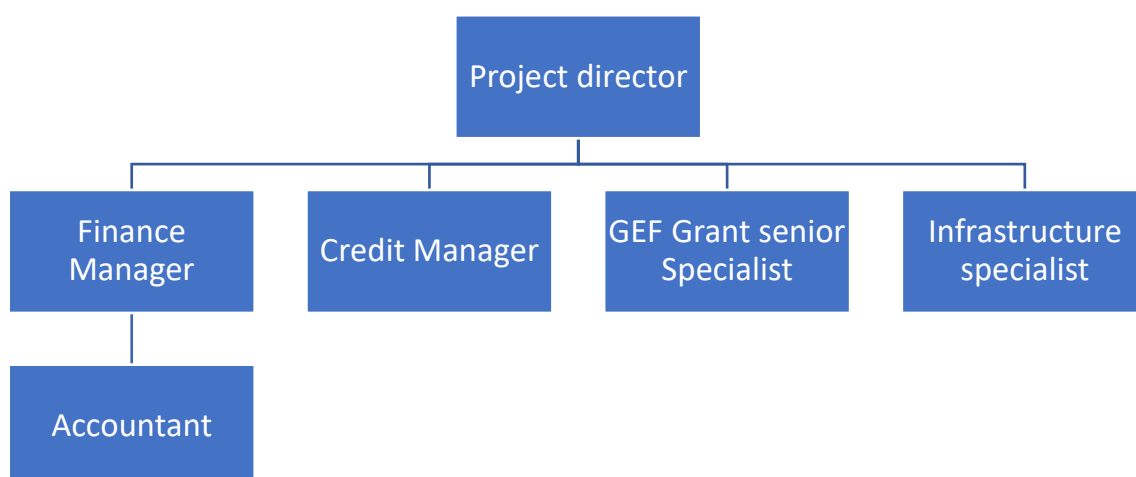 Project director
Finance
Manager
Credit Manager
GEF Grant senior
Specialist
Infrastructure
specialist
Accountant